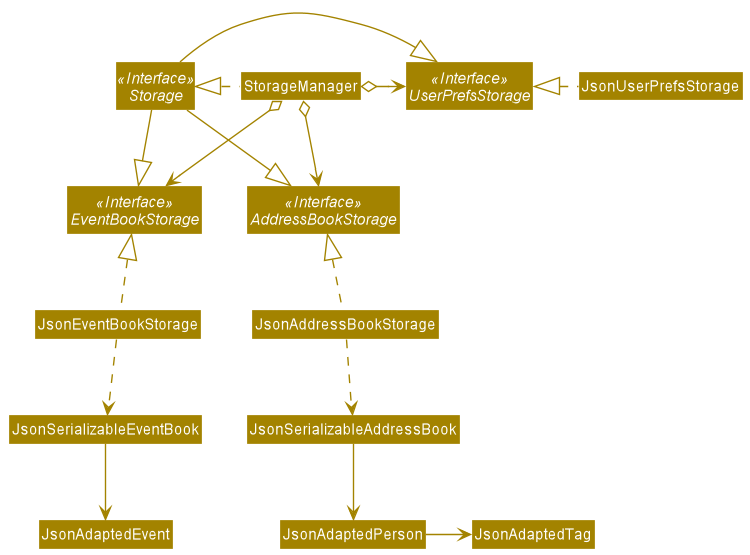 «Interface»
Storage
StorageManager
«Interface»
UserPrefsStorage
JsonUserPrefsStorage
«Interface»
EventBookStorage
«Interface»
AddressBookStorage
JsonEventBookStorage
JsonAddressBookStorage
JsonSerializableEventBook
JsonSerializableAddressBook
JsonAdaptedEvent
JsonAdaptedPerson
JsonAdaptedTag